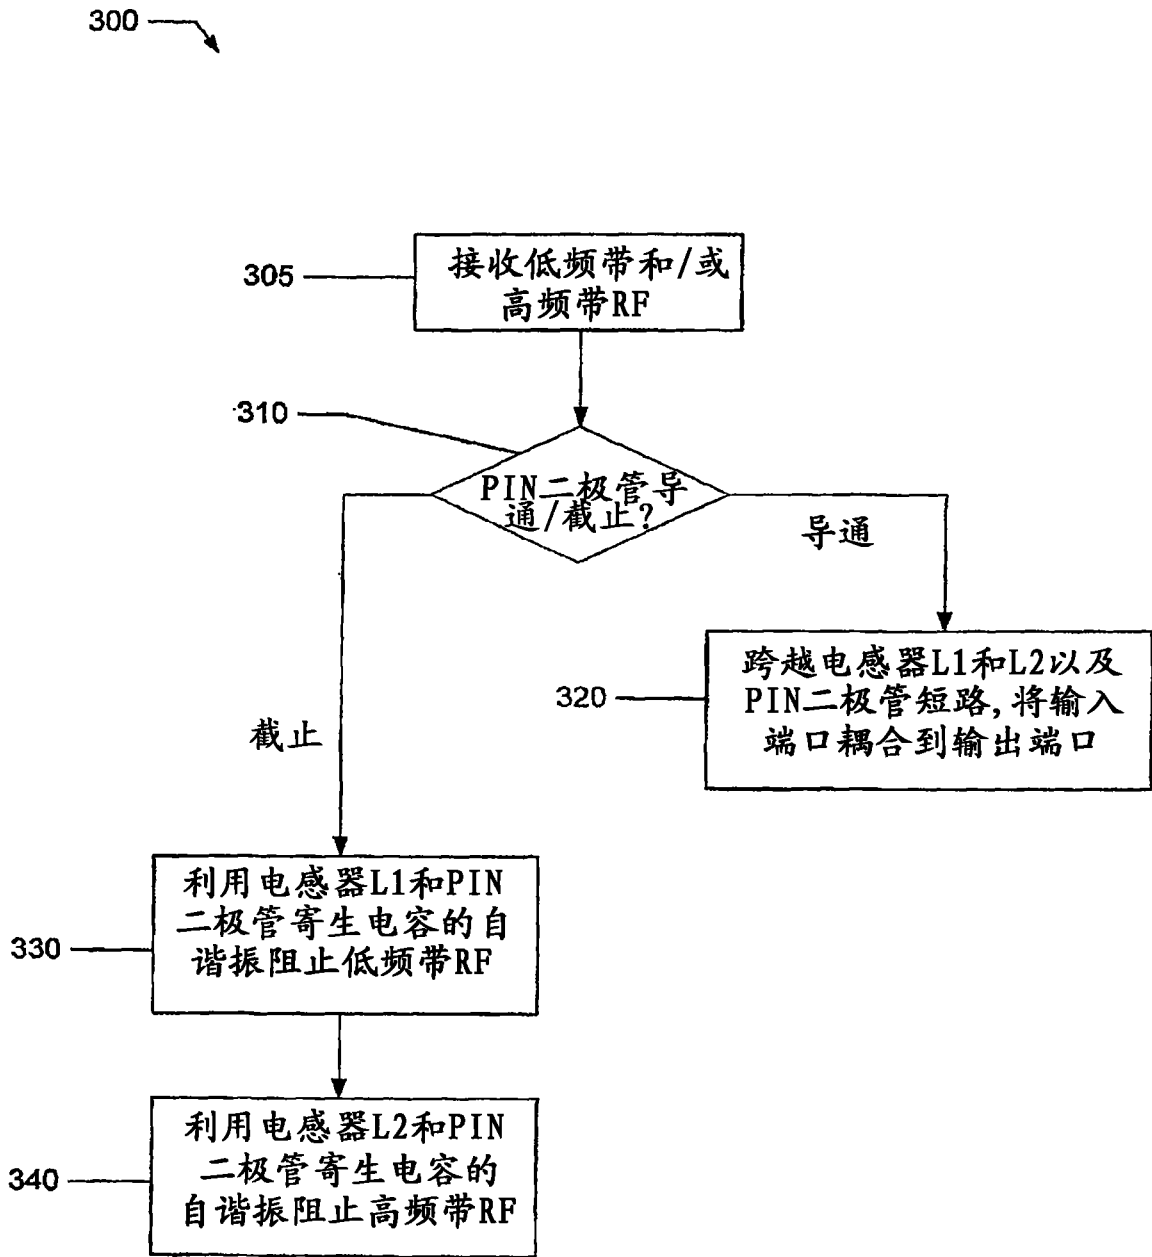 300
305
接收低频带和/或
高频带RF
310
PIN二极管导
通/截止?
导通
截止
320
跨越电感器L1和L2以及
PIN二极管短路,将输入
端口耦合到输出端口
330
利用电感器L1和PIN
二极管寄生电容的自
谐振阻止低频带RF
340
利用电感器L2和PIN
二极管寄生电容的
自谐振阻止高频带RF